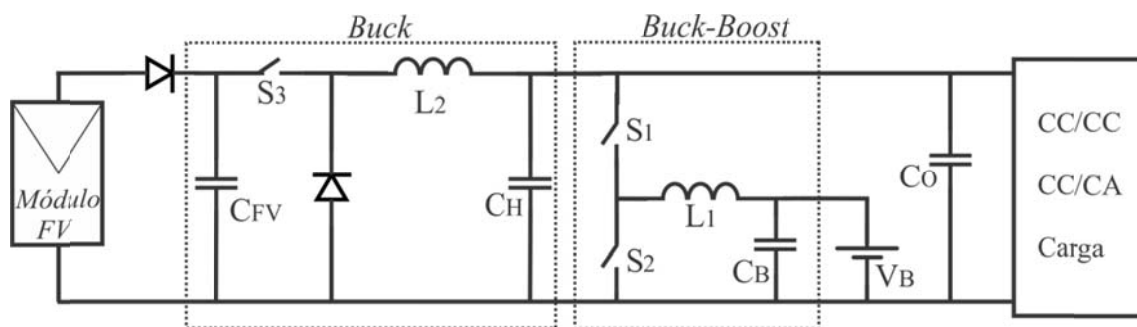 Buck
Buck-Boost
S3
L2
Módulo
FV
CFV
CH
S1
L1
S2
CB
VB
CO
CC/CC
CC/CA
Carga